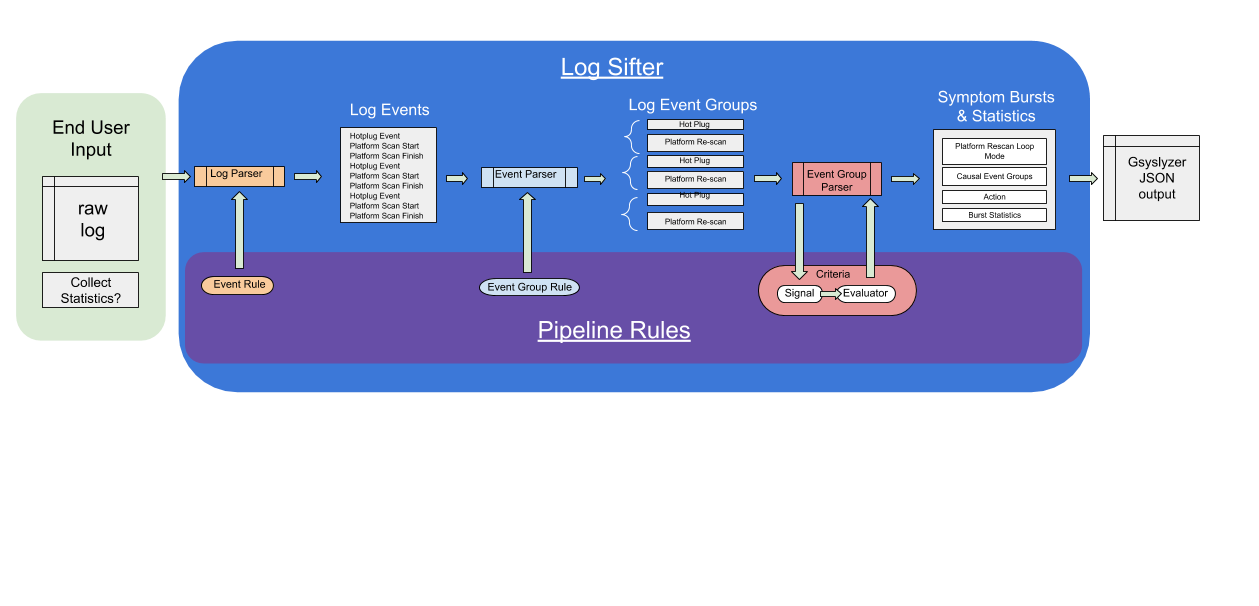 Log Sifter
End User
Input
raw
log
Collect
Statistics?
Log Parser
Event Rule
Log Events
Hotplug Event
Platform Scan Start
Platform Scan Finish
Hotplug Event
Platform Scan Start
Platform Scan Finish
Hotplug Event
Platform Scan Start
Platform Scan Finish
Event Parser
Event Group Rule
Log Event Groups
Hot Plug
Platform Re-scan
Hot Plug
Platform Re-scan
Hot Plug
Platform Re-scan
Event Group
Parser
Criteria
Signal
Evaluator
Symptom Bursts
& Statistics
Platform Rescan Loop
Mode
Causal Event Groups
Action
Burst Statistics
Gsyslyzer
JSON
output
Pipeline Rules